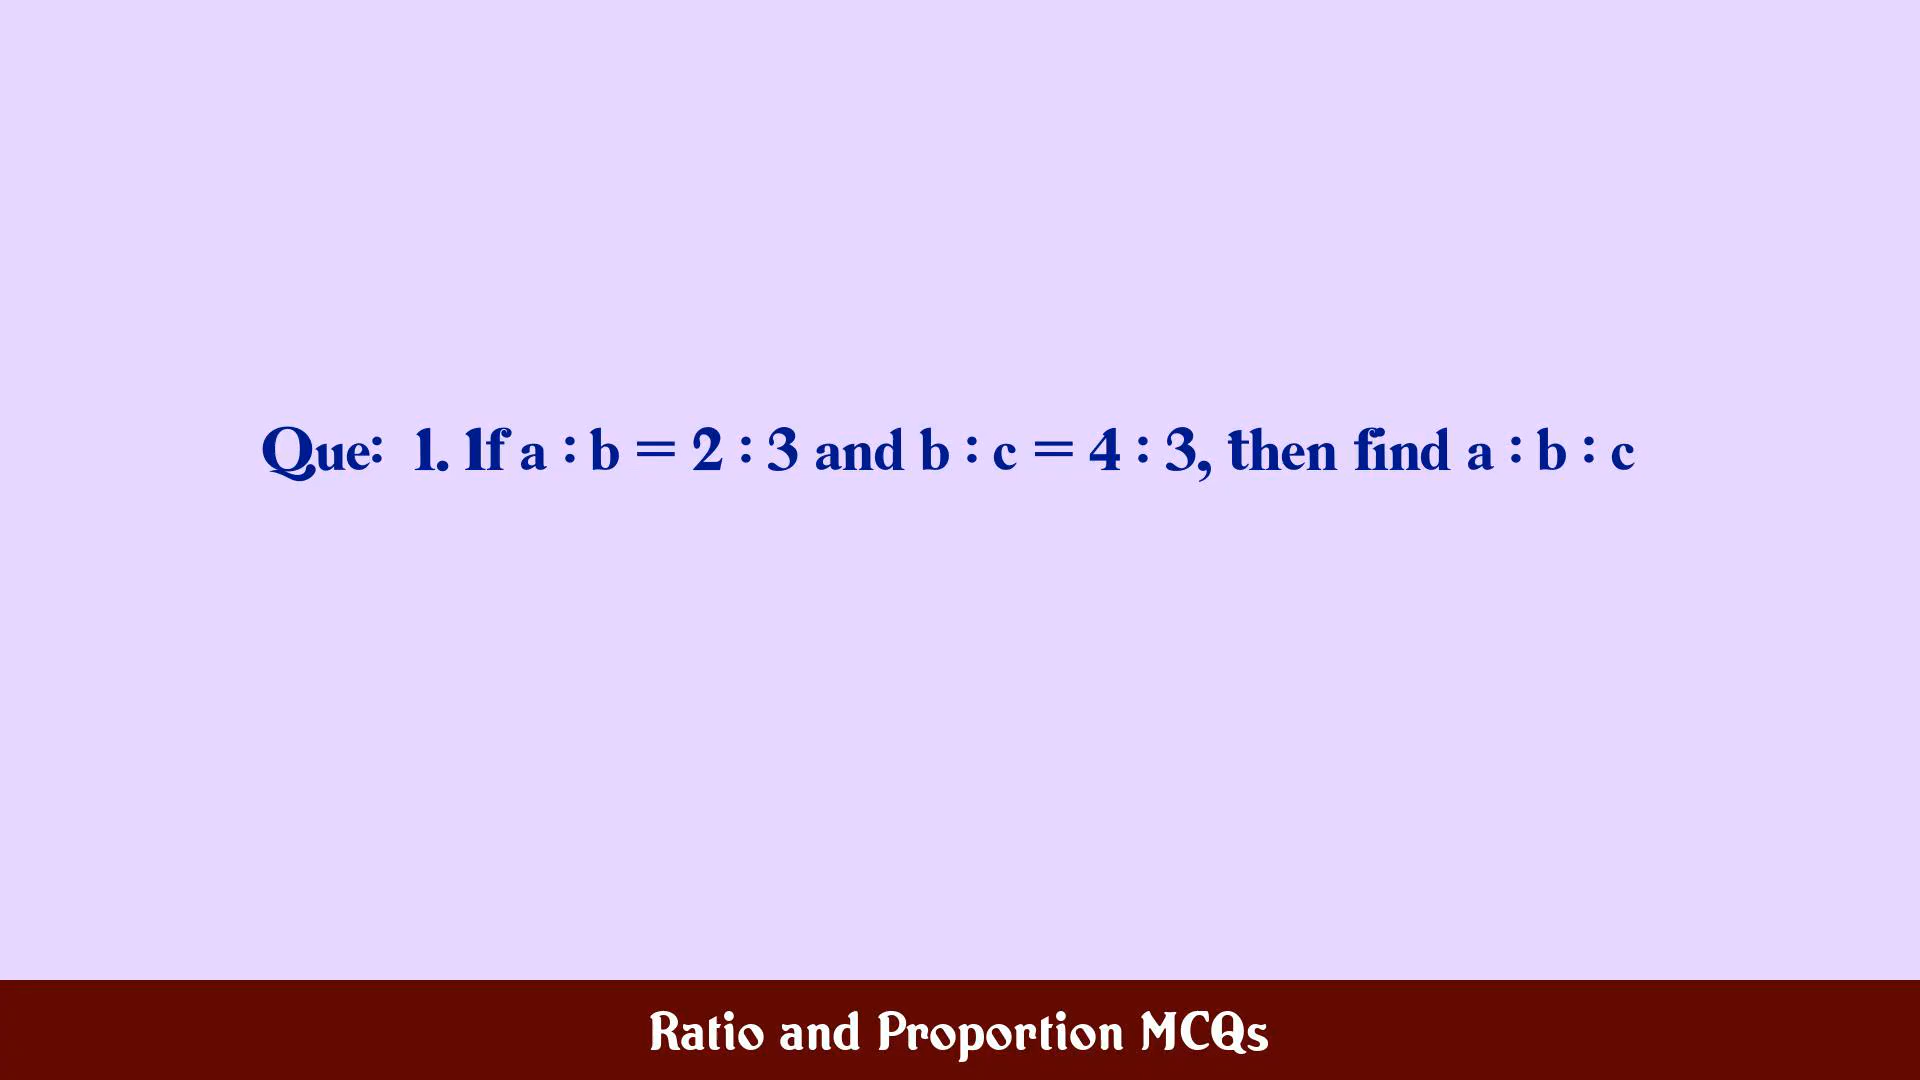 Que: 1. If a : b = 2 : 3 and b : c = 4 : 3, then find a : b : c
Ratio and Proportion MCQs